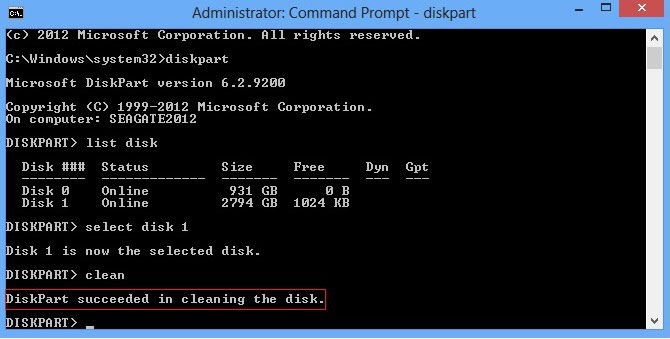 Administrator: Command Prompt - diskpart
(c) 2012 Microsoft Corporation. All rights reserved.
C:\Windows\system32>diskpart
Microsoft DiskPart version 6.2.9200
Copyright (C) 1999-2012 Microsoft Corporation.
On computer: SEAGATE2012
DISKPART> list disk
Disk ###  Status         Size     Free     Dyn  Gpt
--------  -------------  -------  -------  ---  ---
Disk 0    Online          931 GB      0 B
Disk 1    Online         2794 GB  1024 KB
DISKPART> select disk 1
Disk 1 is now the selected disk.
DISKPART> clean
DiskPart succeeded in cleaning the disk.
DISKPART> _